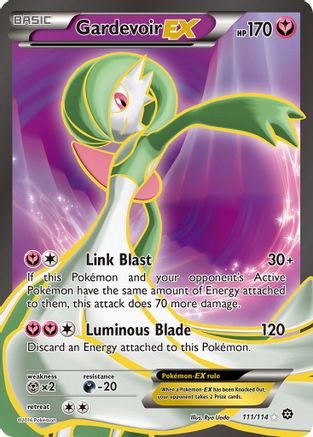 BASIC
Gardevoir EX HP170
Link Blast 30+
If this Pokémon and your opponent's Active
Pokémon have the same amount of Energy attached
to them, this attack does 70 more damage.
Luminous Blade 120
Discard an Energy attached to this Pokémon.
weakness resistance
×2 -20
retreat
Pokémon-EX rule
When a Pokémon-EX has been Knocked Out,
your opponent takes 2 Prize cards.
©2016 Pokémon Illus. Ryo Ueda 111/114